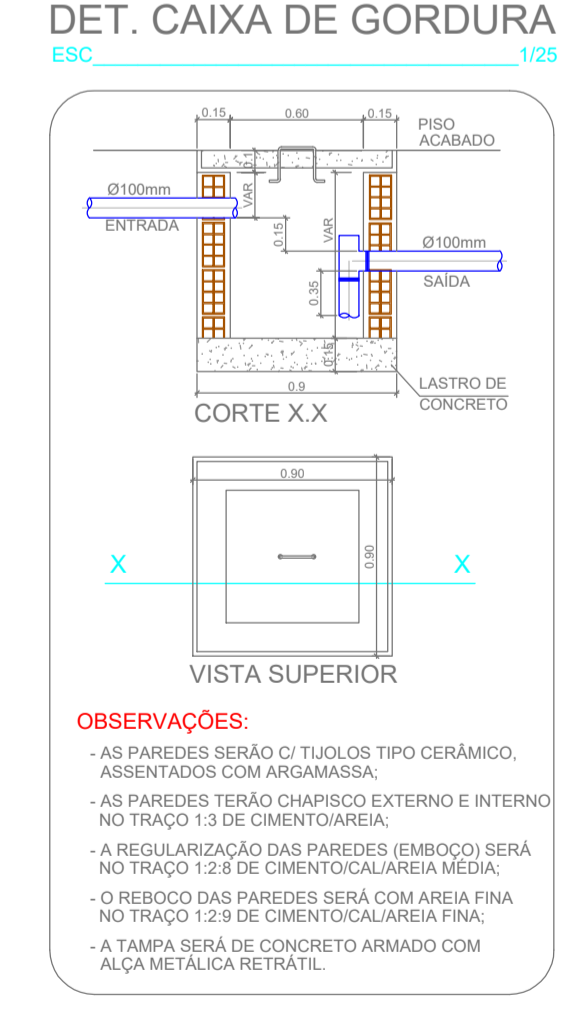 DET. CAIXA DE GORDURA
ESC 1/25
0.15 0.60 0.15
PISO
ACABADO
0.1
Ø100mm
VAR
ENTRADA
0.15
VAR
Ø100mm
SAÍDA
0.35
0.15
0.9
LASTRO DE
CONCRETO
CORTE X.X
0.90
0.90
X X
VISTA SUPERIOR
OBSERVAÇÕES:
- AS PAREDES SERÃO C/ TIJOLOS TIPO CERÂMICO,
ASSENTADOS COM ARGAMASSA;
- AS PAREDES TERÃO CHAPISCO EXTERNO E INTERNO
NO TRAÇO 1:3 DE CIMENTO/AREIA;
- A REGULARIZAÇÃO DAS PAREDES (EMBOÇO) SERÁ
NO TRAÇO 1:2:8 DE CIMENTO/CAL/AREIA MÉDIA;
- O REBOCO DAS PAREDES SERÁ COM AREIA FINA
NO TRAÇO 1:2:9 DE CIMENTO/CAL/AREIA FINA;
- A TAMPA SERÁ DE CONCRETO ARMADO COM
ALÇA METÁLICA RETRÁTIL.